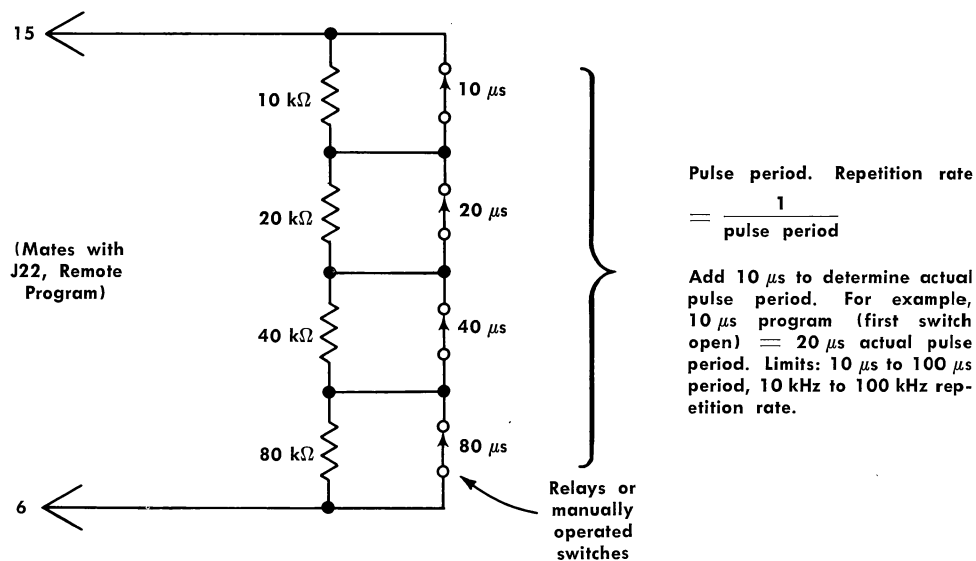 15
10 kΩ
10 μs
20 kΩ
20 μs
(Mates with
J22, Remote
Program)
40 kΩ
40 μs
80 kΩ
80 μs
6
Relays or
manually
operated
switches
Pulse period. Repetition rate
= 1
pulse period
Add 10 μs to determine actual
pulse period. For example,
10 μs program (first switch
open) = 20 μs actual pulse
period. Limits: 10 μs to 100 μs
period, 10 kHz to 100 kHz rep-
etition rate.